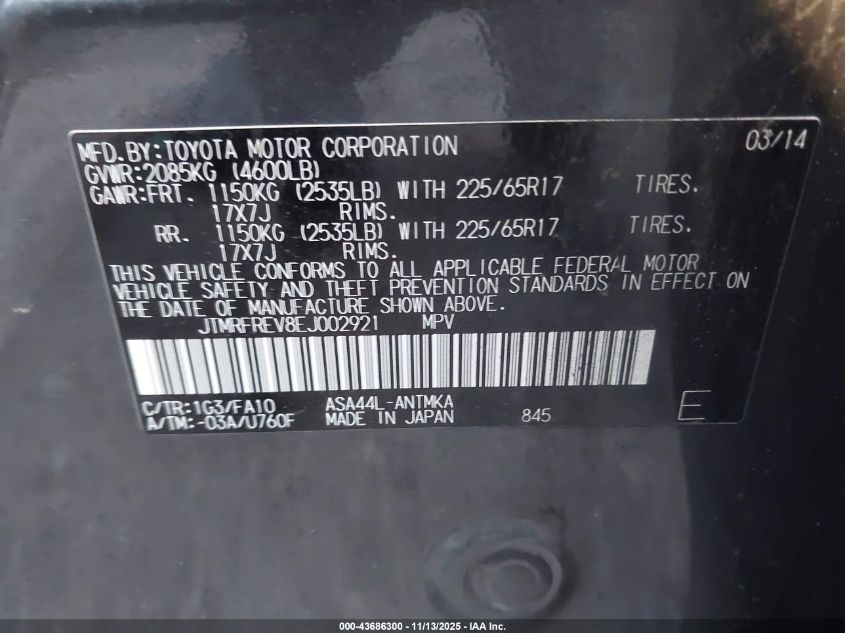 MFD.BY:TOYOTA MOTOR CORPORATION 03/14
GVWR:2085KG (4600LB)
GAWR:FRT. 1150KG (2535LB) WITH 225/65R17 TIRES.
17X7J RIMS.
RR. 1150KG (2535LB) WITH 225/65R17 TIRES.
17X7J RIMS.
THIS VEHICLE CONFORMS TO ALL APPLICABLE FEDERAL MOTOR
VEHICLE SAFETY AND THEFT PREVENTION STANDARDS IN EFFECT ON
THE DATE OF MANUFACTURE SHOWN ABOVE.
JTMRFREV8EJ002921 MPV
C/TR:1G3/FA10 ASA44L-ANTMKA
A/TM:-03A/U760F MADE IN JAPAN 845 E
000-43686300 - 11/13/2025 - IAA Inc.